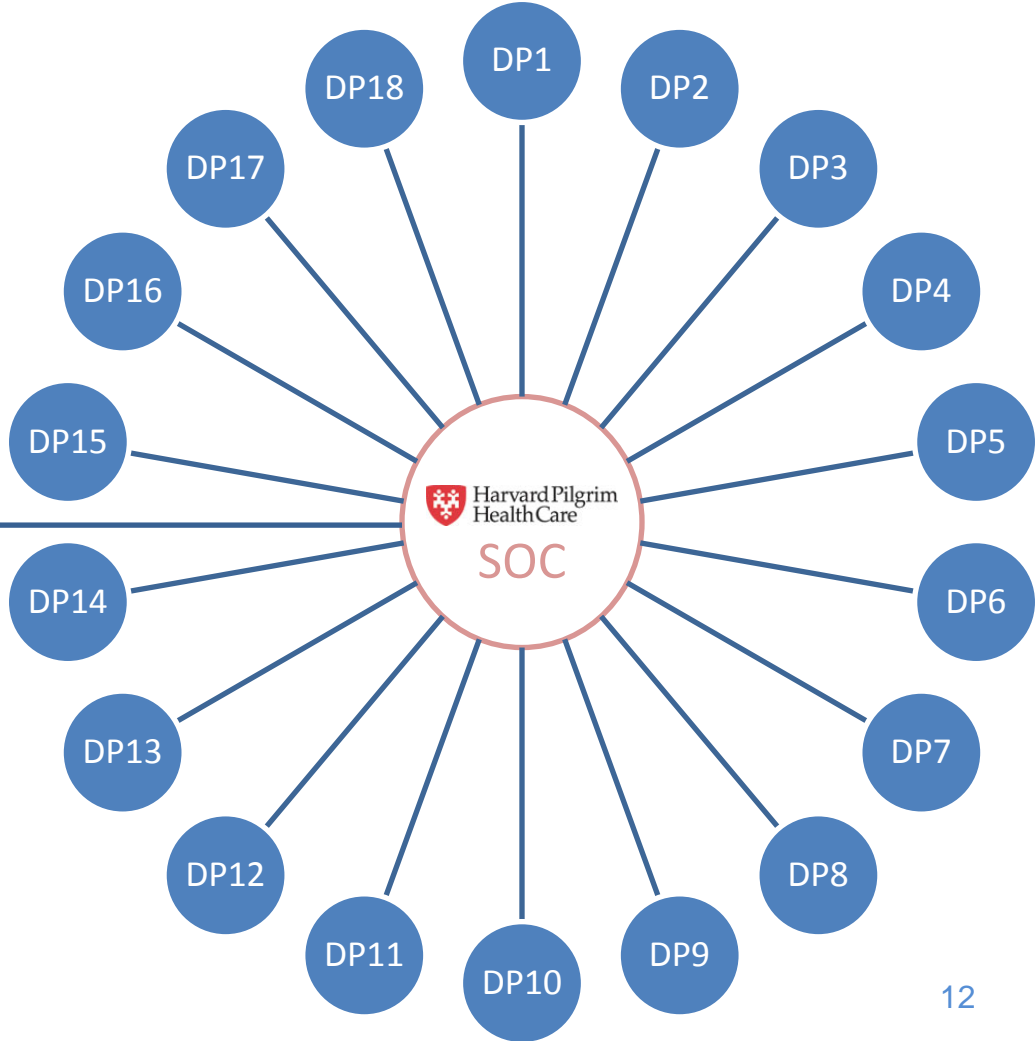 DP1
DP2
DP3
DP4
DP5
DP6
DP7
DP8
DP9
DP10
DP11
DP12
DP13
DP14
DP15
DP16
DP17
DP18
Harvard Pilgrim
HealthCare
SOC
12